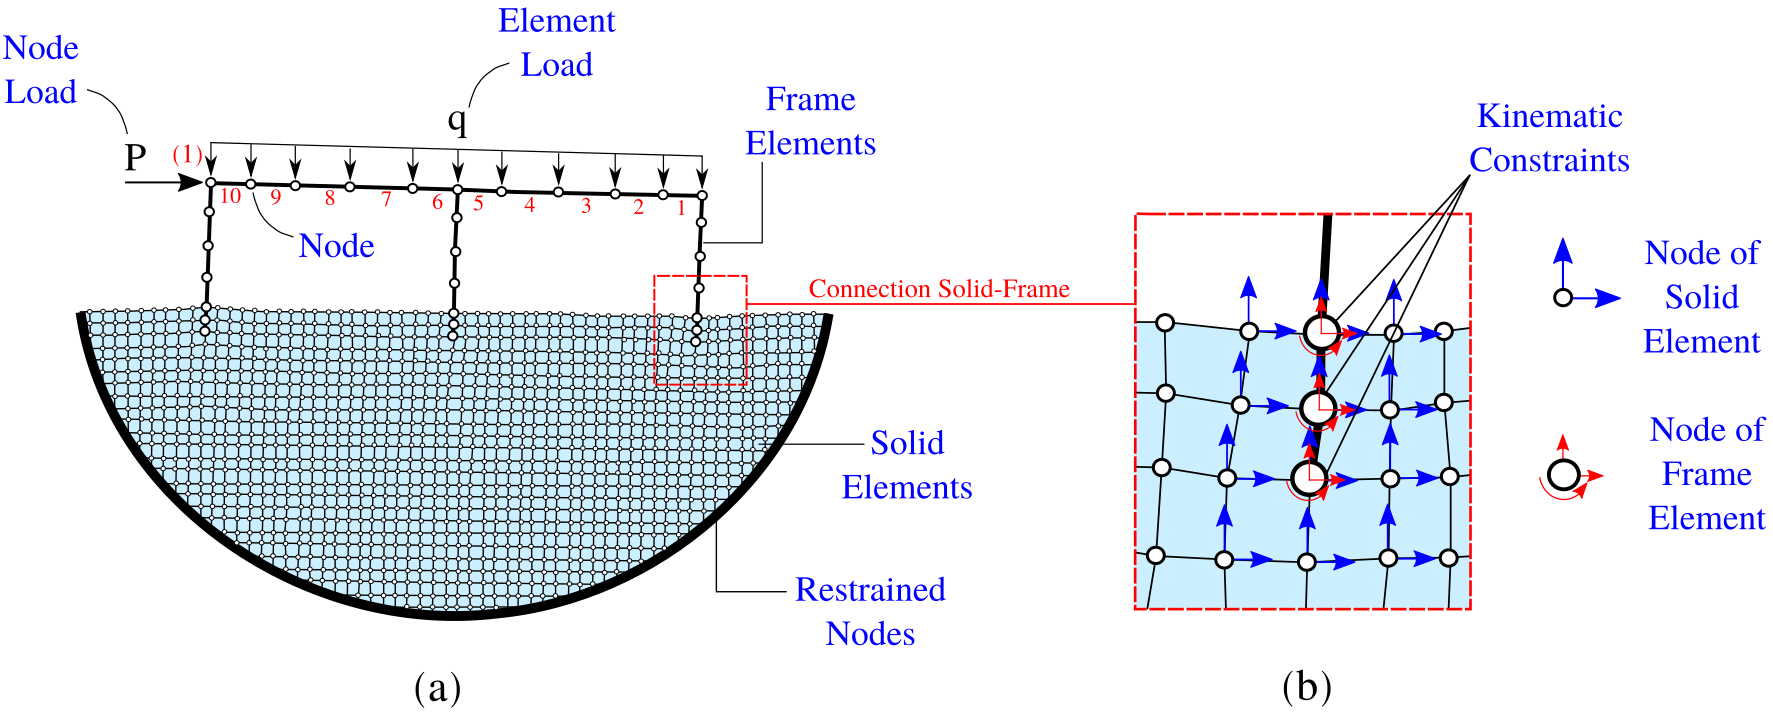 Element
Load
Node
Load
q
Frame
Elements
P
(1)
10
9
8
7
6
5
4
3
2
1
Node
Connection Solid-Frame
Solid
Elements
Restrained
Nodes
(a)
Kinematic
Constraints
Node of
Solid
Element
Node of
Frame
Element
(b)